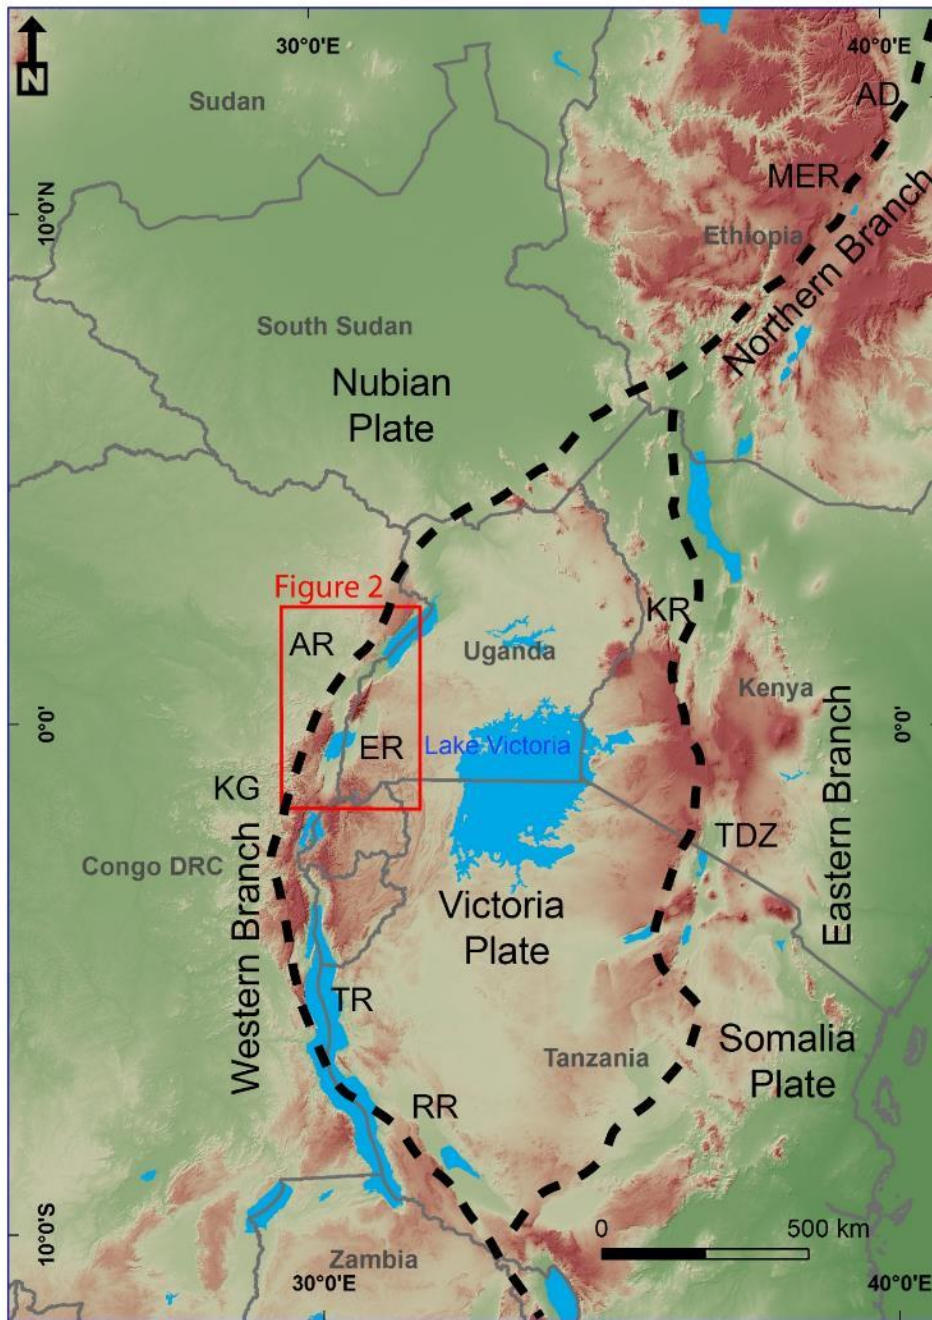 30°0'E
40°0'E
N
Sudan
AD
MER
10°0'N
Ethiopia
Northern Branch
South Sudan
Nubian
Plate
Figure 2
AR
KR
Uganda
Kenya
0°0'
0°0'
ER
Lake Victoria
KG
Eastern Branch
TDZ
Congo DRC
Western Branch
Victoria
Plate
TR
Somalia
Plate
Tanzania
RR
10°0'S
0
500 km
Zambia
30°0'E
40°0'E